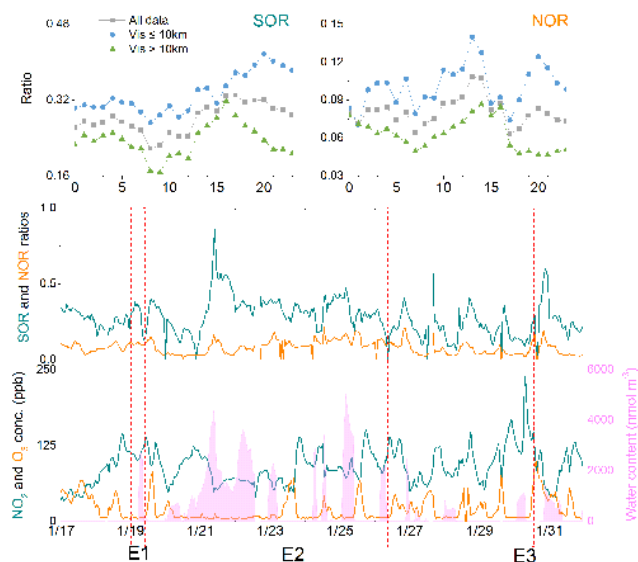 0.48
All data
Vis ≤ 10km
Vis > 10km
SOR
0.32
0.16
Ratio
0 5 10 15 20
0.15
NOR
0.12
0.09
0.06
0.03
0 5 10 15 20
1.0
0.5
0.0
SOR and NOR ratios
250
125
0
NO₂ and O₃ conc. (ppb)
6000
4000
2000
0
Water content (nmol m⁻³)
1/17 1/19 1/21 1/23 1/25 1/27 1/29 1/31
E1 E2 E3